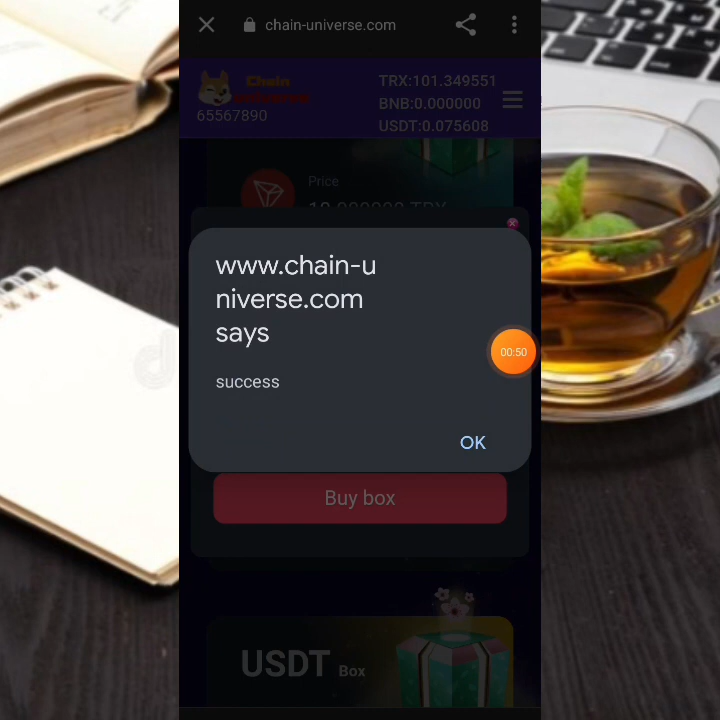 chain-universe.com
TRX:101.349551
Chain
BNB:0.000000
65567890
USDT:0.075608
Price
www.chain-u
niverse.com
says
00:50
success
OK
Buy box
USDT Box